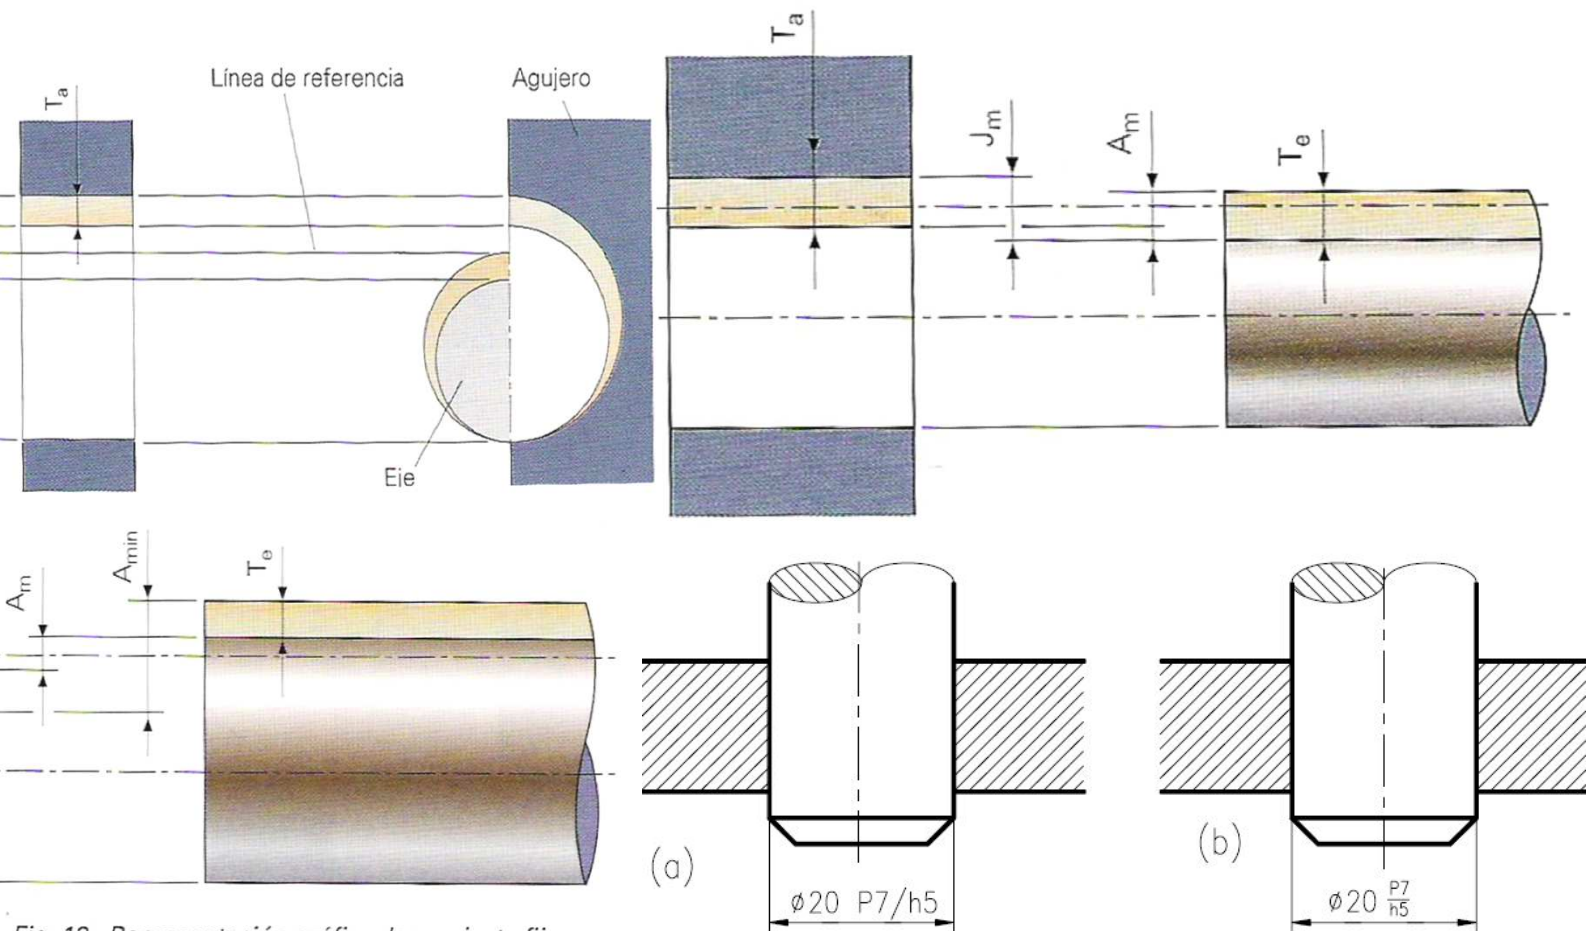 Ta
Línea de referencia
Agujero
Eje
Ta
Jm
Am
Te
Am
Amin
Te
(a)
ø20 P7/h5
(b)
ø20 P7
h5